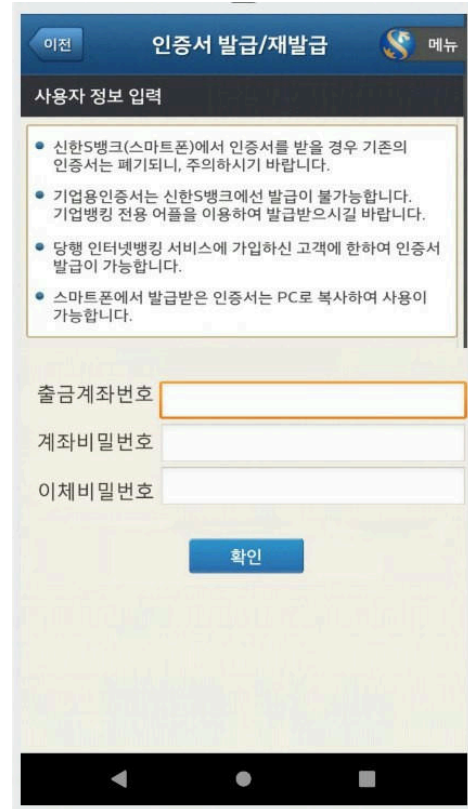 이전
인증서 발급/재발급
메뉴
사용자 정보 입력
신한S뱅크(스마트폰)에서 인증서를 받을 경우 기존의
인증서는 폐기되니, 주의하시기 바랍니다.
기업용인증서는 신한S뱅크에선 발급이 불가능합니다.
기업뱅킹 전용 어플을 이용하여 발급받으시길 바랍니다.
당행 인터넷뱅킹 서비스에 가입하신 고객에 한하여 인증서
발급이 가능합니다.
스마트폰에서 발급받은 인증서는 PC로 복사하여 사용이
가능합니다.
출금계좌번호
계좌비밀번호
이체비밀번호
확인